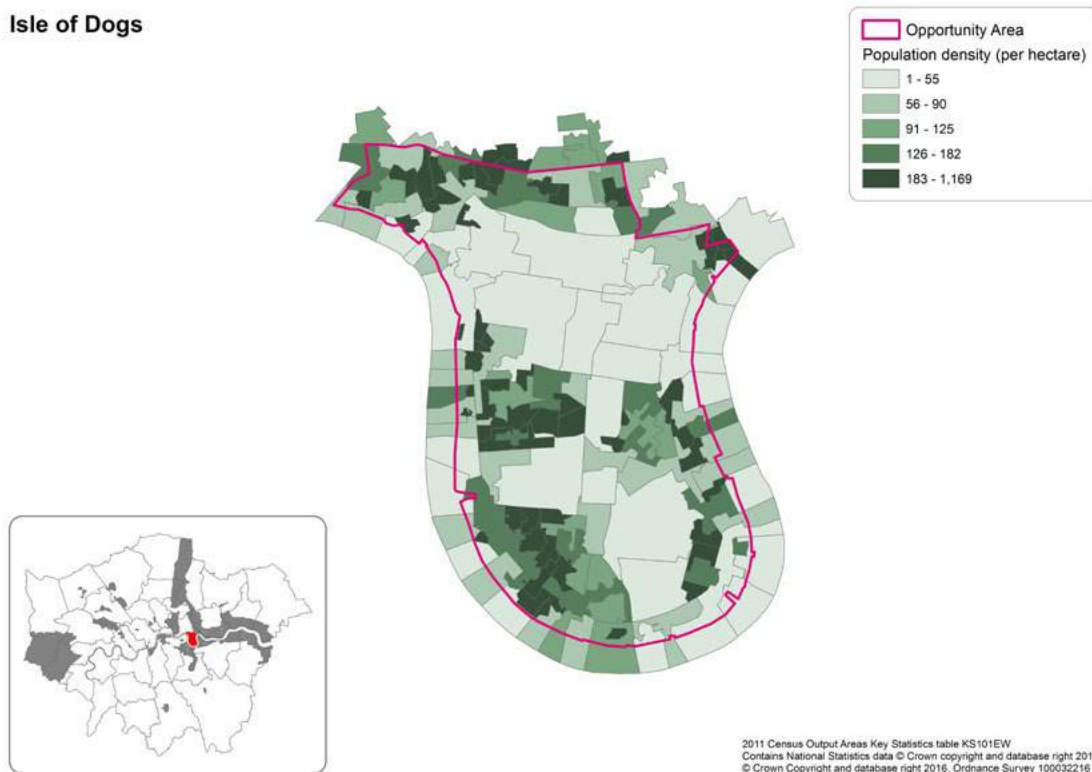 Isle of Dogs
Opportunity Area
Population density (per hectare)
1 - 55
56 - 90
91 - 125
126 - 182
183 - 1,169
2011 Census Output Areas Key Statistics table KS101EW
Contains National Statistics data © Crown copyright and database right 201
© Crown Copyright and database right 2016. Ordnance Survey 100032216